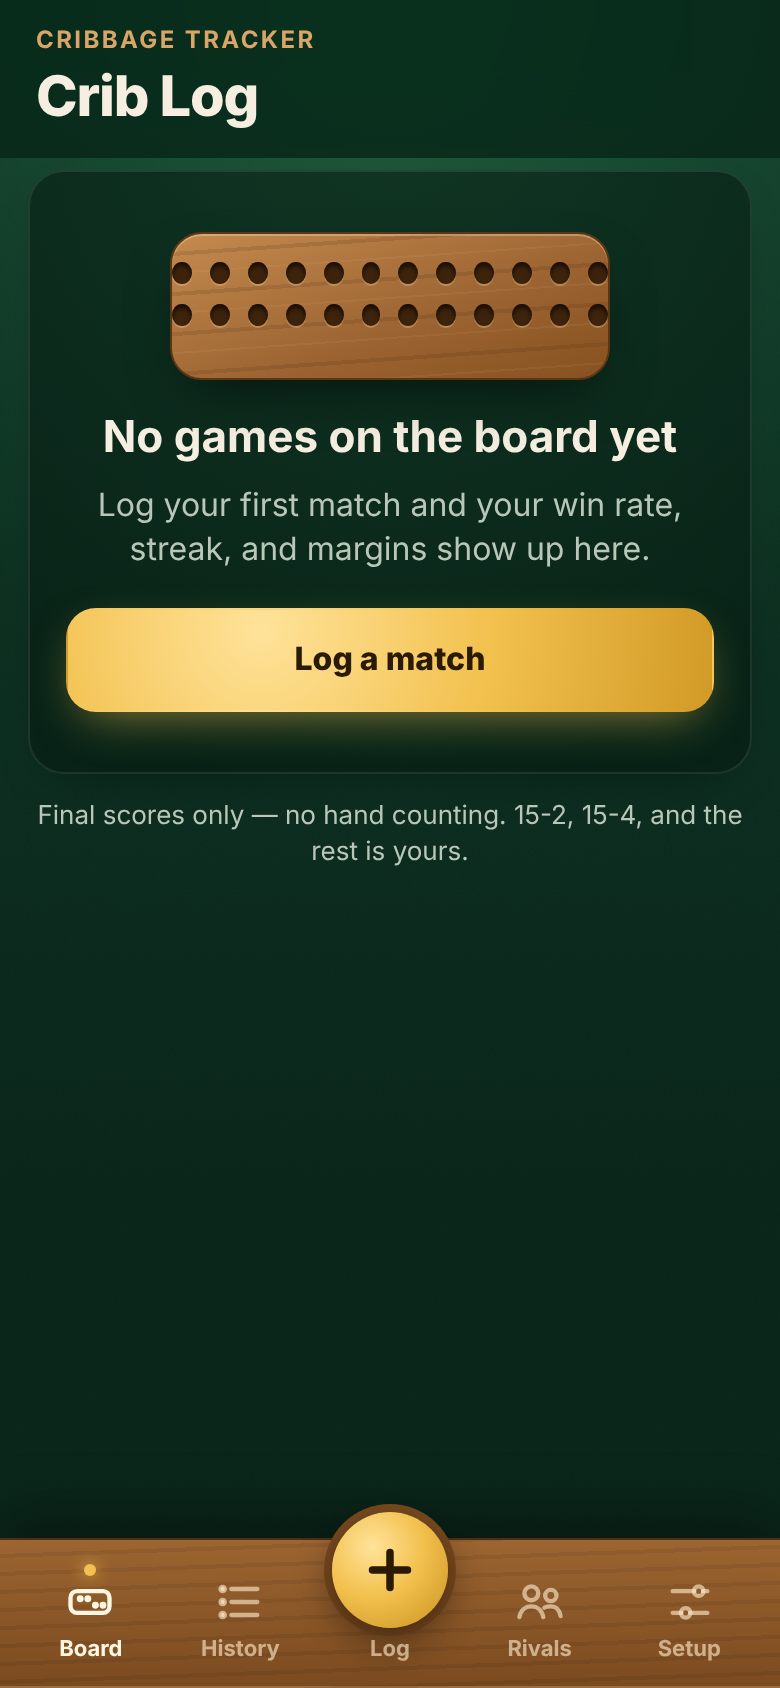 CRIBBAGE TRACKER
Crib Log
No games on the board yet
Log your first match and your win rate,
streak, and margins show up here.
Log a match
Final scores only — no hand counting. 15-2, 15-4, and the
rest is yours.
Board
History
Log
Rivals
Setup